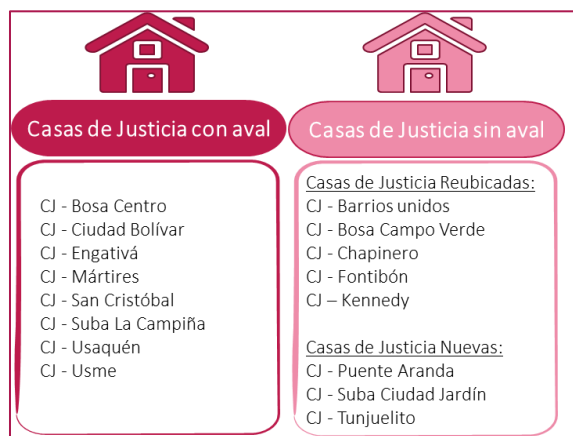 Casas de Justicia con aval
CJ - Bosa Centro
CJ - Ciudad Bolívar
CJ - Engativá
CJ - Mártires
CJ - San Cristóbal
CJ - Suba La Campiña
CJ - Usaquén
CJ - Usme
Casas de Justicia sin aval
Casas de Justicia Reubicadas:
CJ - Barrios unidos
CJ - Bosa Campo Verde
CJ - Chapinero
CJ - Fontibón
CJ – Kennedy
Casas de Justicia Nuevas:
CJ - Puente Aranda
CJ - Suba Ciudad Jardín
CJ - Tunjuelito